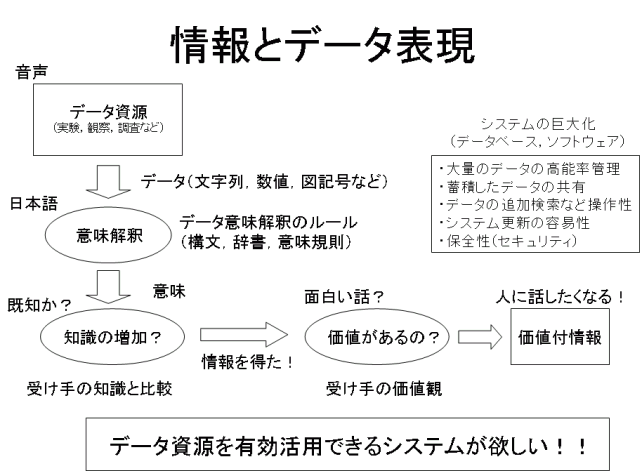 情報とデータ表現
音声
データ資源
（実験，観察，調査など）
システムの巨大化
（データベース，ソフトウェア）
・大量のデータの高能率管理
・蓄積したデータの共有
・データの追加検索など操作性
・システム更新の容易性
・保全性（セキュリティ）
データ（文字列，数値，図記号など）
日本語
意味解釈
データ意味解釈のルール
（構文，辞書，意味規則）
意味
既知か？
知識の増加？
情報を得た！
受け手の知識と比較
面白い話？
価値があるの？
受け手の価値観
人に話したくなる！
価値付情報
データ資源を有効活用できるシステムが欲しい！！